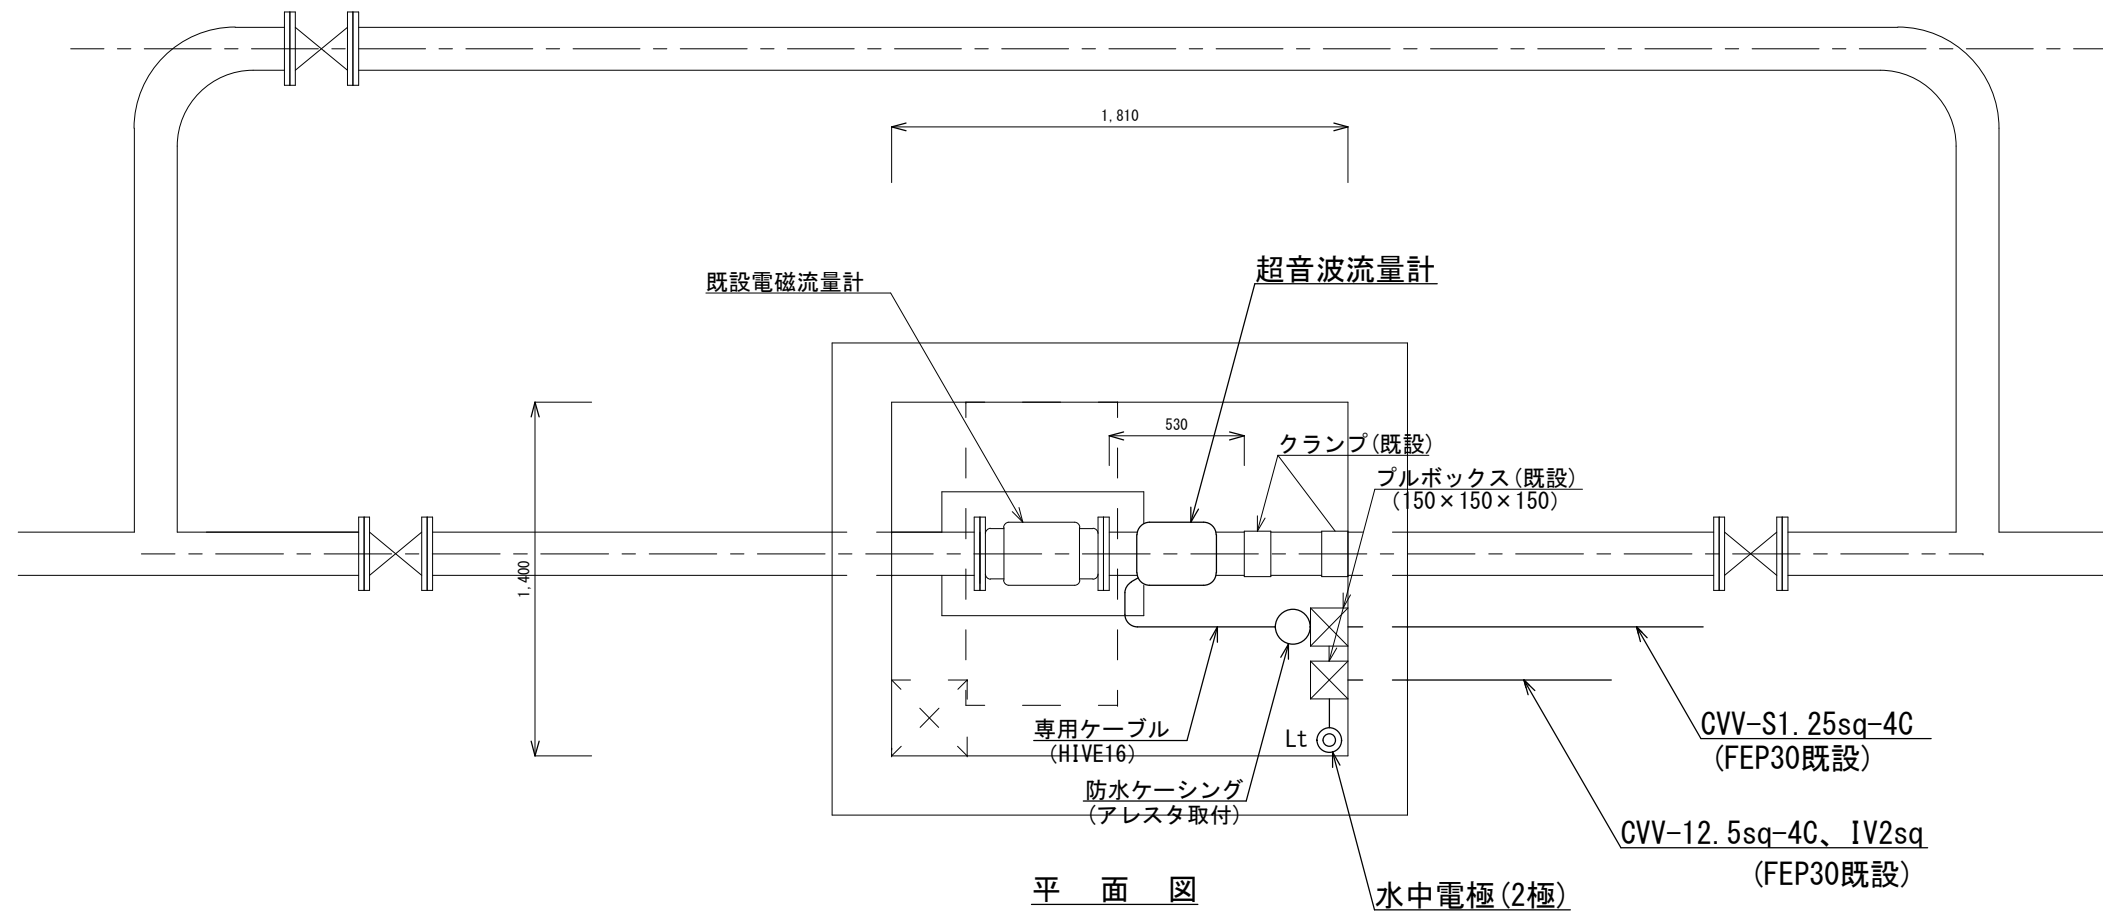 1,810
超音波流量計
既設電磁流量計
530
クランプ(既設)
プルボックス(既設)
(150×150×150)
1,400
専用ケーブル
(HIVE16)
Lt
CVV-S1.25sq-4C
(FEP30既設)
防水ケーシング
(アレスタ取付)
CVV-12.5sq-4C、IV2sq
(FEP30既設)
平 面 図
水中電極(2極)